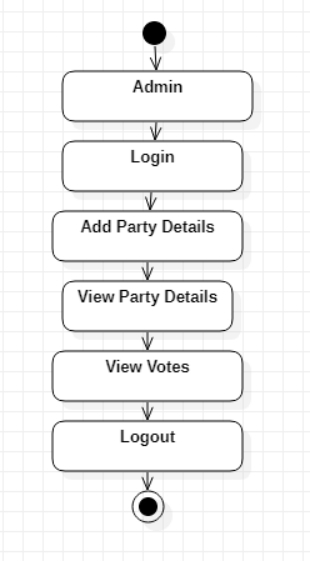 Admin
Login
Add Party Details
View Party Details
View Votes
Logout